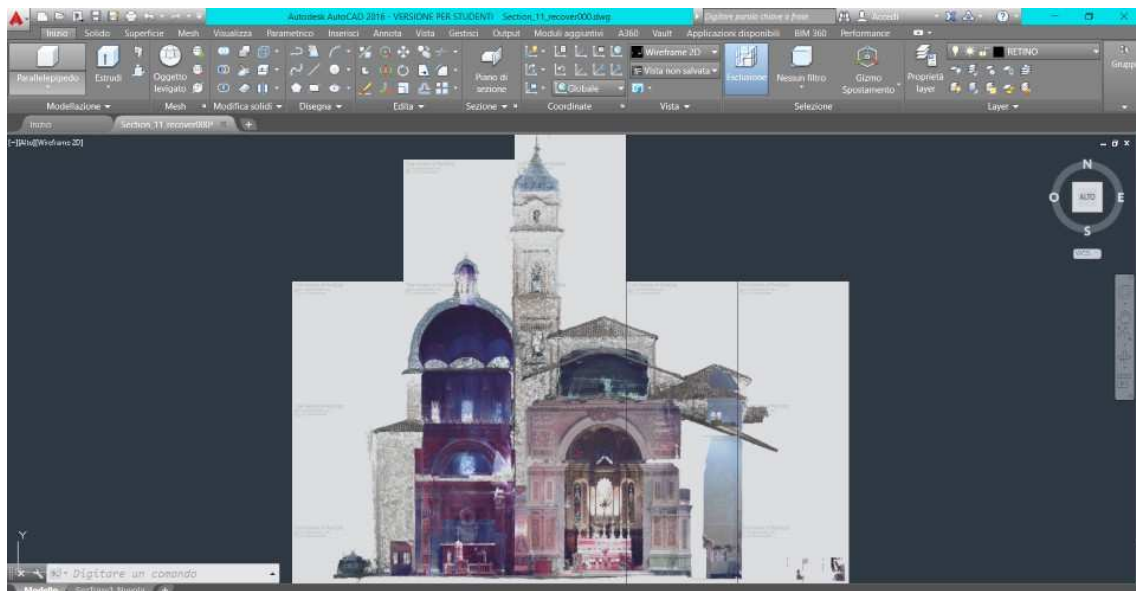 Autodesk AutoCAD 2016 - VERSIONE PER STUDENTI Section_11_recover000.dwg
Digitare parola chiave o frase
Accedi
Inizio Solido Superficie Mesh Visualizza Parametrico Inserisci Annota Vista Gestisci Output Moduli aggiuntivi A360 Vault Applicazioni disponibili BIM 360 Performance
Parallelepipedo
Estrudi
Oggetto
levigato
Piano di
sezione
Globale
Wireframe 2D
Vista non salvata
Esclusione
Nessun filtro
Gizmo
Spostamento
Proprietà
layer
RETINO
Grupp
Modellazione Mesh Modifica solidi Disegna Edita Sezione Coordinate Vista Selezione Layer
Inizio Section_11_recover000*
[-][Alto][Wireframe 2D]
N
O ALTO E
S
Y
Digitare un comando
Modello